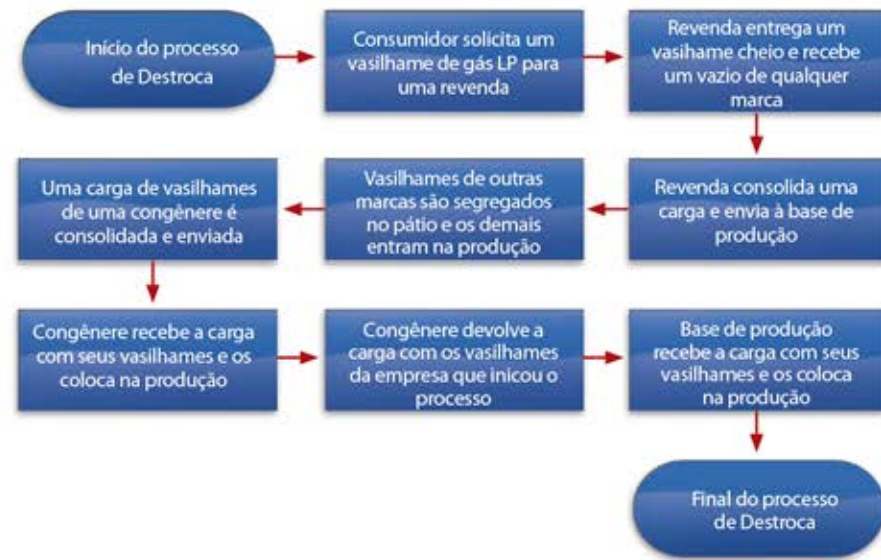 Início do processo
de Destroca
Consumidor solicita um
vasilhame de gás LP para
uma revenda
Revenda entrega um
vasihame cheio e recebe
um vazio de qualquer
marca
Revenda consolida uma
carga e envia à base de
produção
Vasilhames de outras
marcas são segregados
no pátio e os demais
entram na produção
Uma carga de vasilhames
de uma congênere é
consolidada e enviada
Congênere recebe a carga
com seus vasilhames e os
coloca na produção
Congênere devolve a
carga com os vasilhames
da empresa que inicou o
processo
Base de produção
recebe a carga com seus
vasilhames e os coloca
na produção
Final do processo
de Destroca